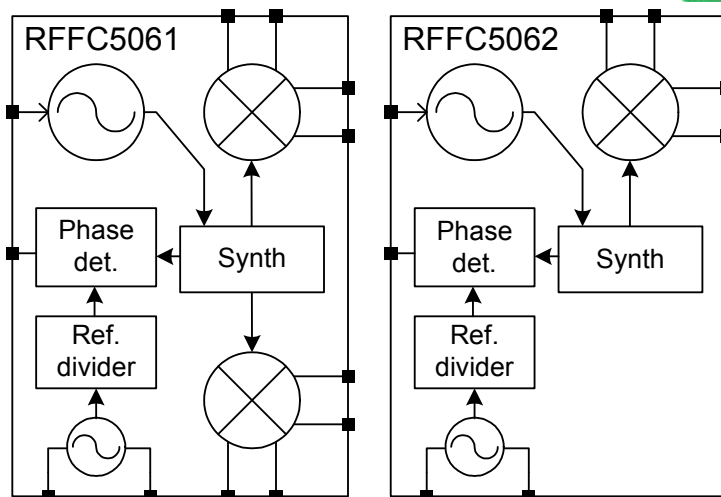 RFFC5061
Phase
det.
Synth
Ref.
divider
RFFC5062
Phase
det.
Synth
Ref.
divider